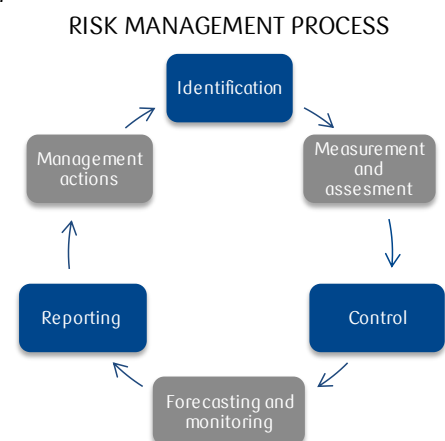 RISK MANAGEMENT PROCESS
Identification
Measurement
and
assesment
Control
Forecasting and
monitoring
Reporting
Management
actions